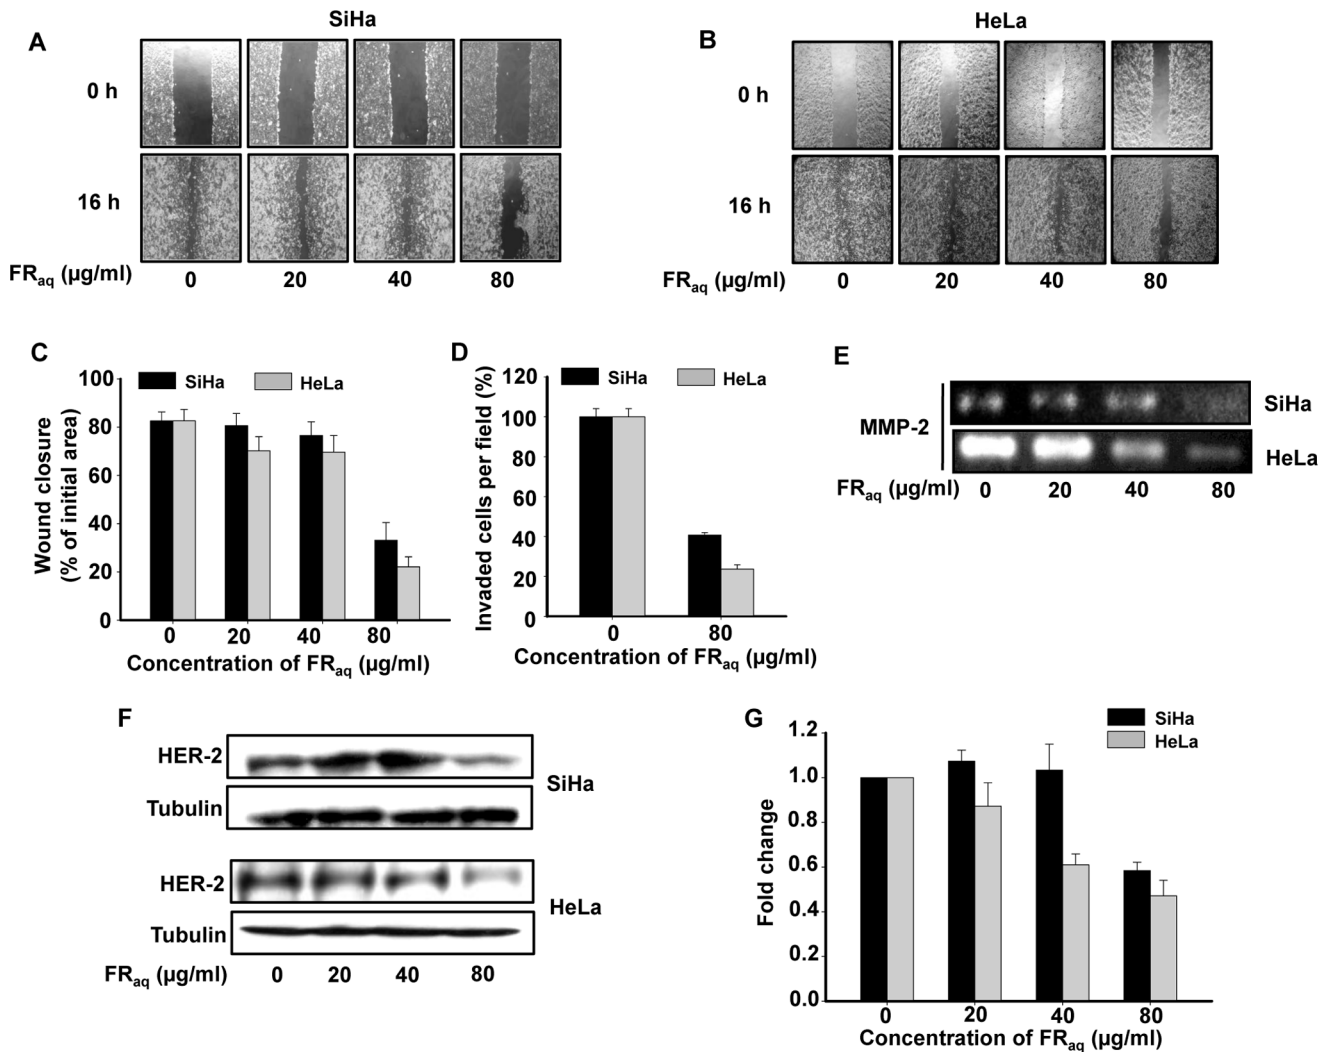 SiHa
A
0 h
16 h
FRaq (µg/ml)
0
20
40
80
HeLa
B
0 h
16 h
FRaq (µg/ml)
0
20
40
80
C
SiHa
HeLa
100
80
60
40
20
0
Wound closure
(% of initial area)
0
20
40
80
Concentration of FRaq (µg/ml)
D
SiHa
HeLa
120
100
80
60
40
20
0
Invaded cells per field (%)
0
80
Concentration of FRaq (µg/ml)
E
MMP-2
SiHa
HeLa
FRaq (µg/ml)
0
20
40
80
F
HER-2
Tubulin
SiHa
HER-2
Tubulin
HeLa
FRaq (µg/ml)
0
20
40
80
G
SiHa
HeLa
1.2
1.0
0.8
0.6
0.4
0.2
0.0
Fold change
0
20
40
80
Concentration of FRaq (µg/ml)